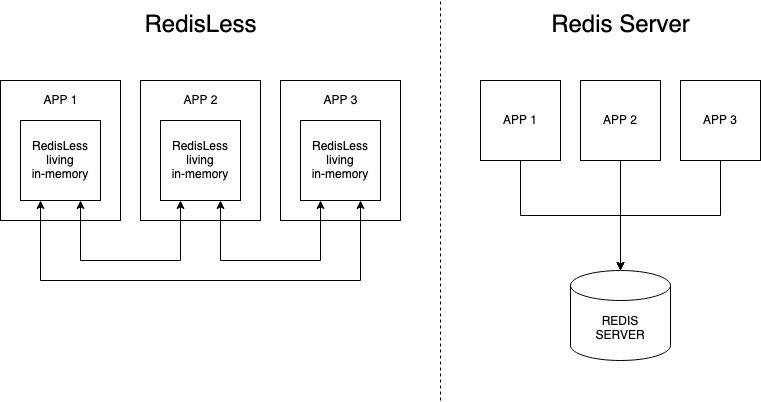 RedisLess
Redis Server
APP 1
APP 2
APP 3
RedisLess
living
in-memory
RedisLess
living
in-memory
RedisLess
living
in-memory
APP 1
APP 2
APP 3
REDIS
SERVER